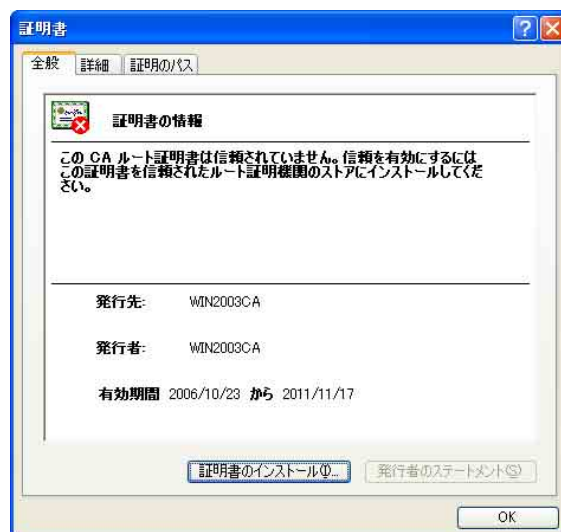 証明書
全般 詳細 証明のパス
証明書の情報
この CA ルート証明書は信頼されていません。信頼を有効にするには
この証明書を信頼されたルート証明機関のストアにインストールしてくだ
さい。
発行先: WIN2003CA
発行者: WIN2003CA
有効期間 2006/10/23 から 2011/11/17
証明書のインストール(I)... 発行者のステートメント(S)
OK